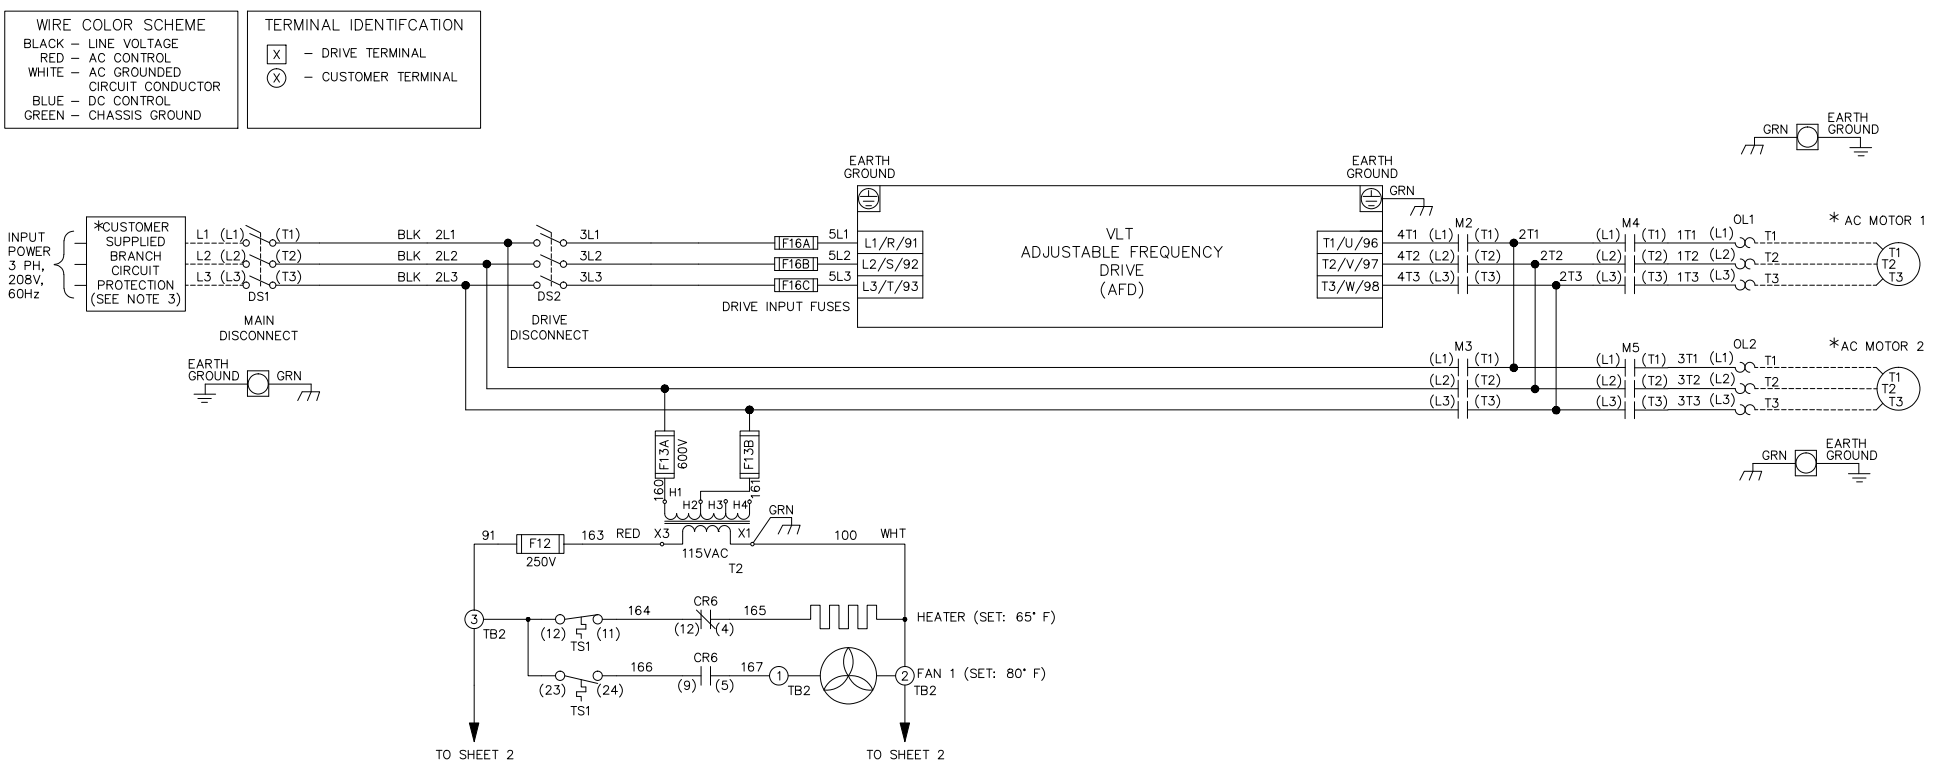 WIRE COLOR SCHEME
BLACK – LINE VOLTAGE
RED – AC CONTROL
WHITE – AC GROUNDED
CIRCUIT CONDUCTOR
BLUE – DC CONTROL
GREEN – CHASSIS GROUND
TERMINAL IDENTIFCATION
X – DRIVE TERMINAL
X – CUSTOMER TERMINAL
INPUT
POWER
3 PH,
208V,
60Hz
*CUSTOMER
SUPPLIED
BRANCH
CIRCUIT
PROTECTION
(SEE NOTE 3)
L1 (L1) (T1) BLK 2L1 3L1 F16A 5L1 L1/R/91
L2 (L2) (T2) BLK 2L2 3L2 F16B 5L2 L2/S/92
L3 (L3) (T3) BLK 2L3 3L3 F16C 5L3 L3/T/93
DS1
MAIN
DISCONNECT
DS2
DRIVE
DISCONNECT
DRIVE INPUT FUSES
EARTH
GROUND
GRN
EARTH
GROUND
VLT
ADJUSTABLE FREQUENCY
DRIVE
(AFD)
EARTH
GROUND
GRN
GRN
EARTH
GROUND
M2 M4 OL1 * AC MOTOR 1
T1/U/96 4T1 (L1) (T1) 2T1 (L1) (T1) 1T1 (L1) T1 T1
T2/V/97 4T2 (L2) (T2) 2T2 (L2) (T2) 1T2 (L2) T2 T2
T3/W/98 4T3 (L3) (T3) 2T3 (L3) (T3) 1T3 (L3) T3 T3
M3 M5 OL2 *AC MOTOR 2
(L1) (T1) (L1) (T1) 3T1 (L1) T1 T1
(L2) (T2) (L2) (T2) 3T2 (L2) T2 T2
(L3) (T3) (L3) (T3) 3T3 (L3) T3 T3
GRN
EARTH
GROUND
F13A
600V
F13B
160
161
H1
H2 H3 H4
GRN
91 F12 163 RED X3 X1 100 WHT
250V
115VAC
T2
3
TB2
(12) (11) 164 CR6 (12) (4) 165 HEATER (SET: 65° F)
TS1
(23) (24) 166 CR6 (9) (5) 167 1 TB2 2 TB2 FAN 1 (SET: 80° F)
TS1
TO SHEET 2
TO SHEET 2